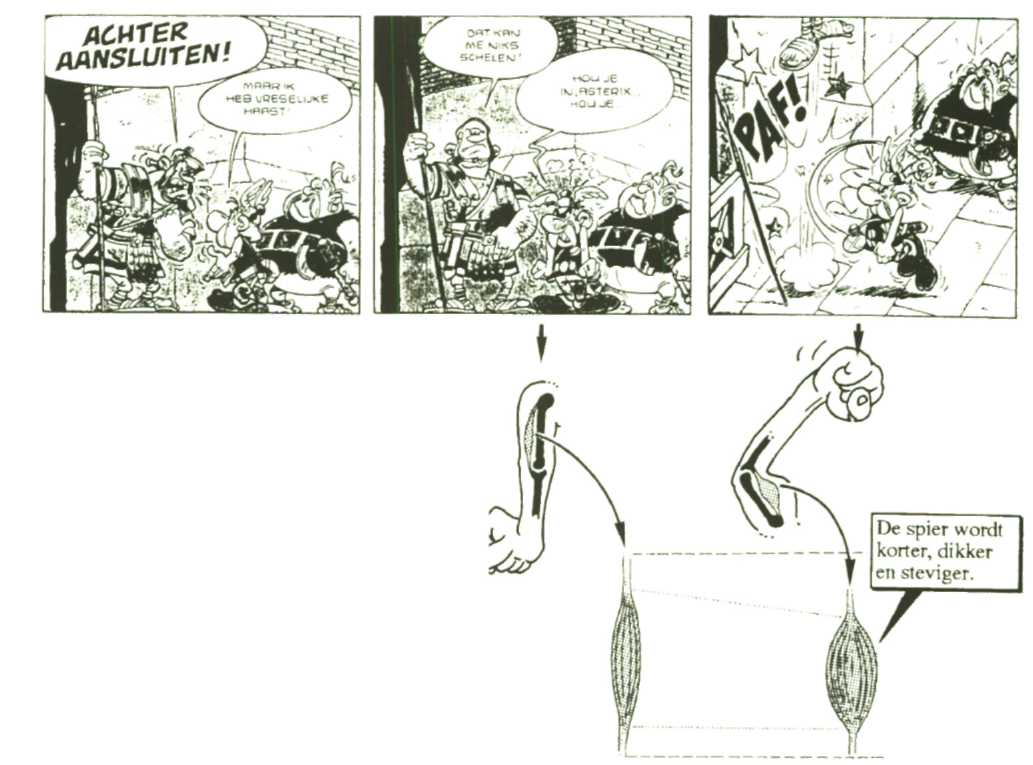 ACHTER
AANSLUITEN!
MAAR IK
HEB VRESELIJKE
HAAST!
DAT KAN
ME NIKS
SCHELEN!
HOU JE
IN, ASTERIX...
HOU JE...
PAF!
De spier wordt
korter, dikker
en steviger.